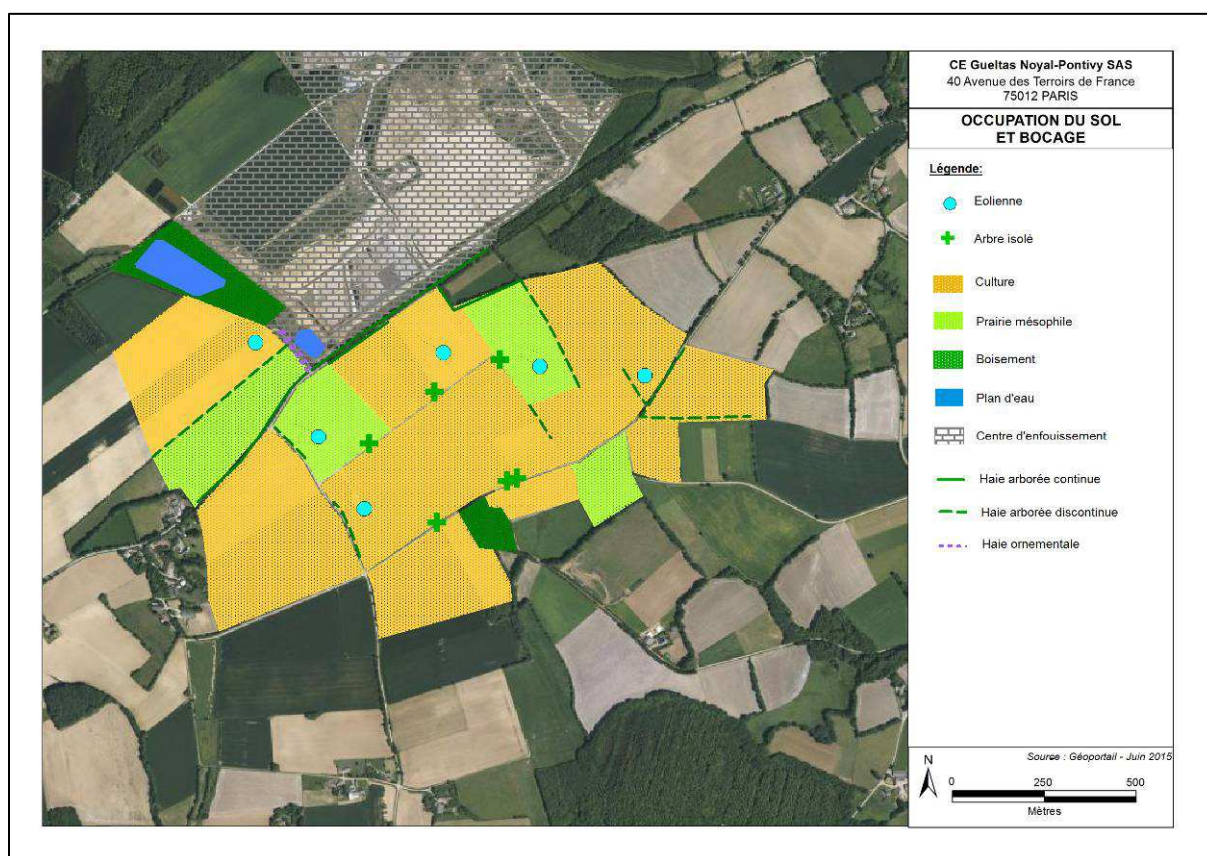 CE Gueltas Noyal-Pontivy SAS
40 Avenue des Terroirs de France
75012 PARIS
OCCUPATION DU SOL
ET BOCAGE
Légende:
Eolienne
Arbre isolé
Culture
Prairie mésophile
Boisement
Plan d'eau
Centre d'enfouissement
Haie arborée continue
Haie arborée discontinue
Haie ornementale
Source : Géoportail - Juin 2015
N
0 250 500
Mètres